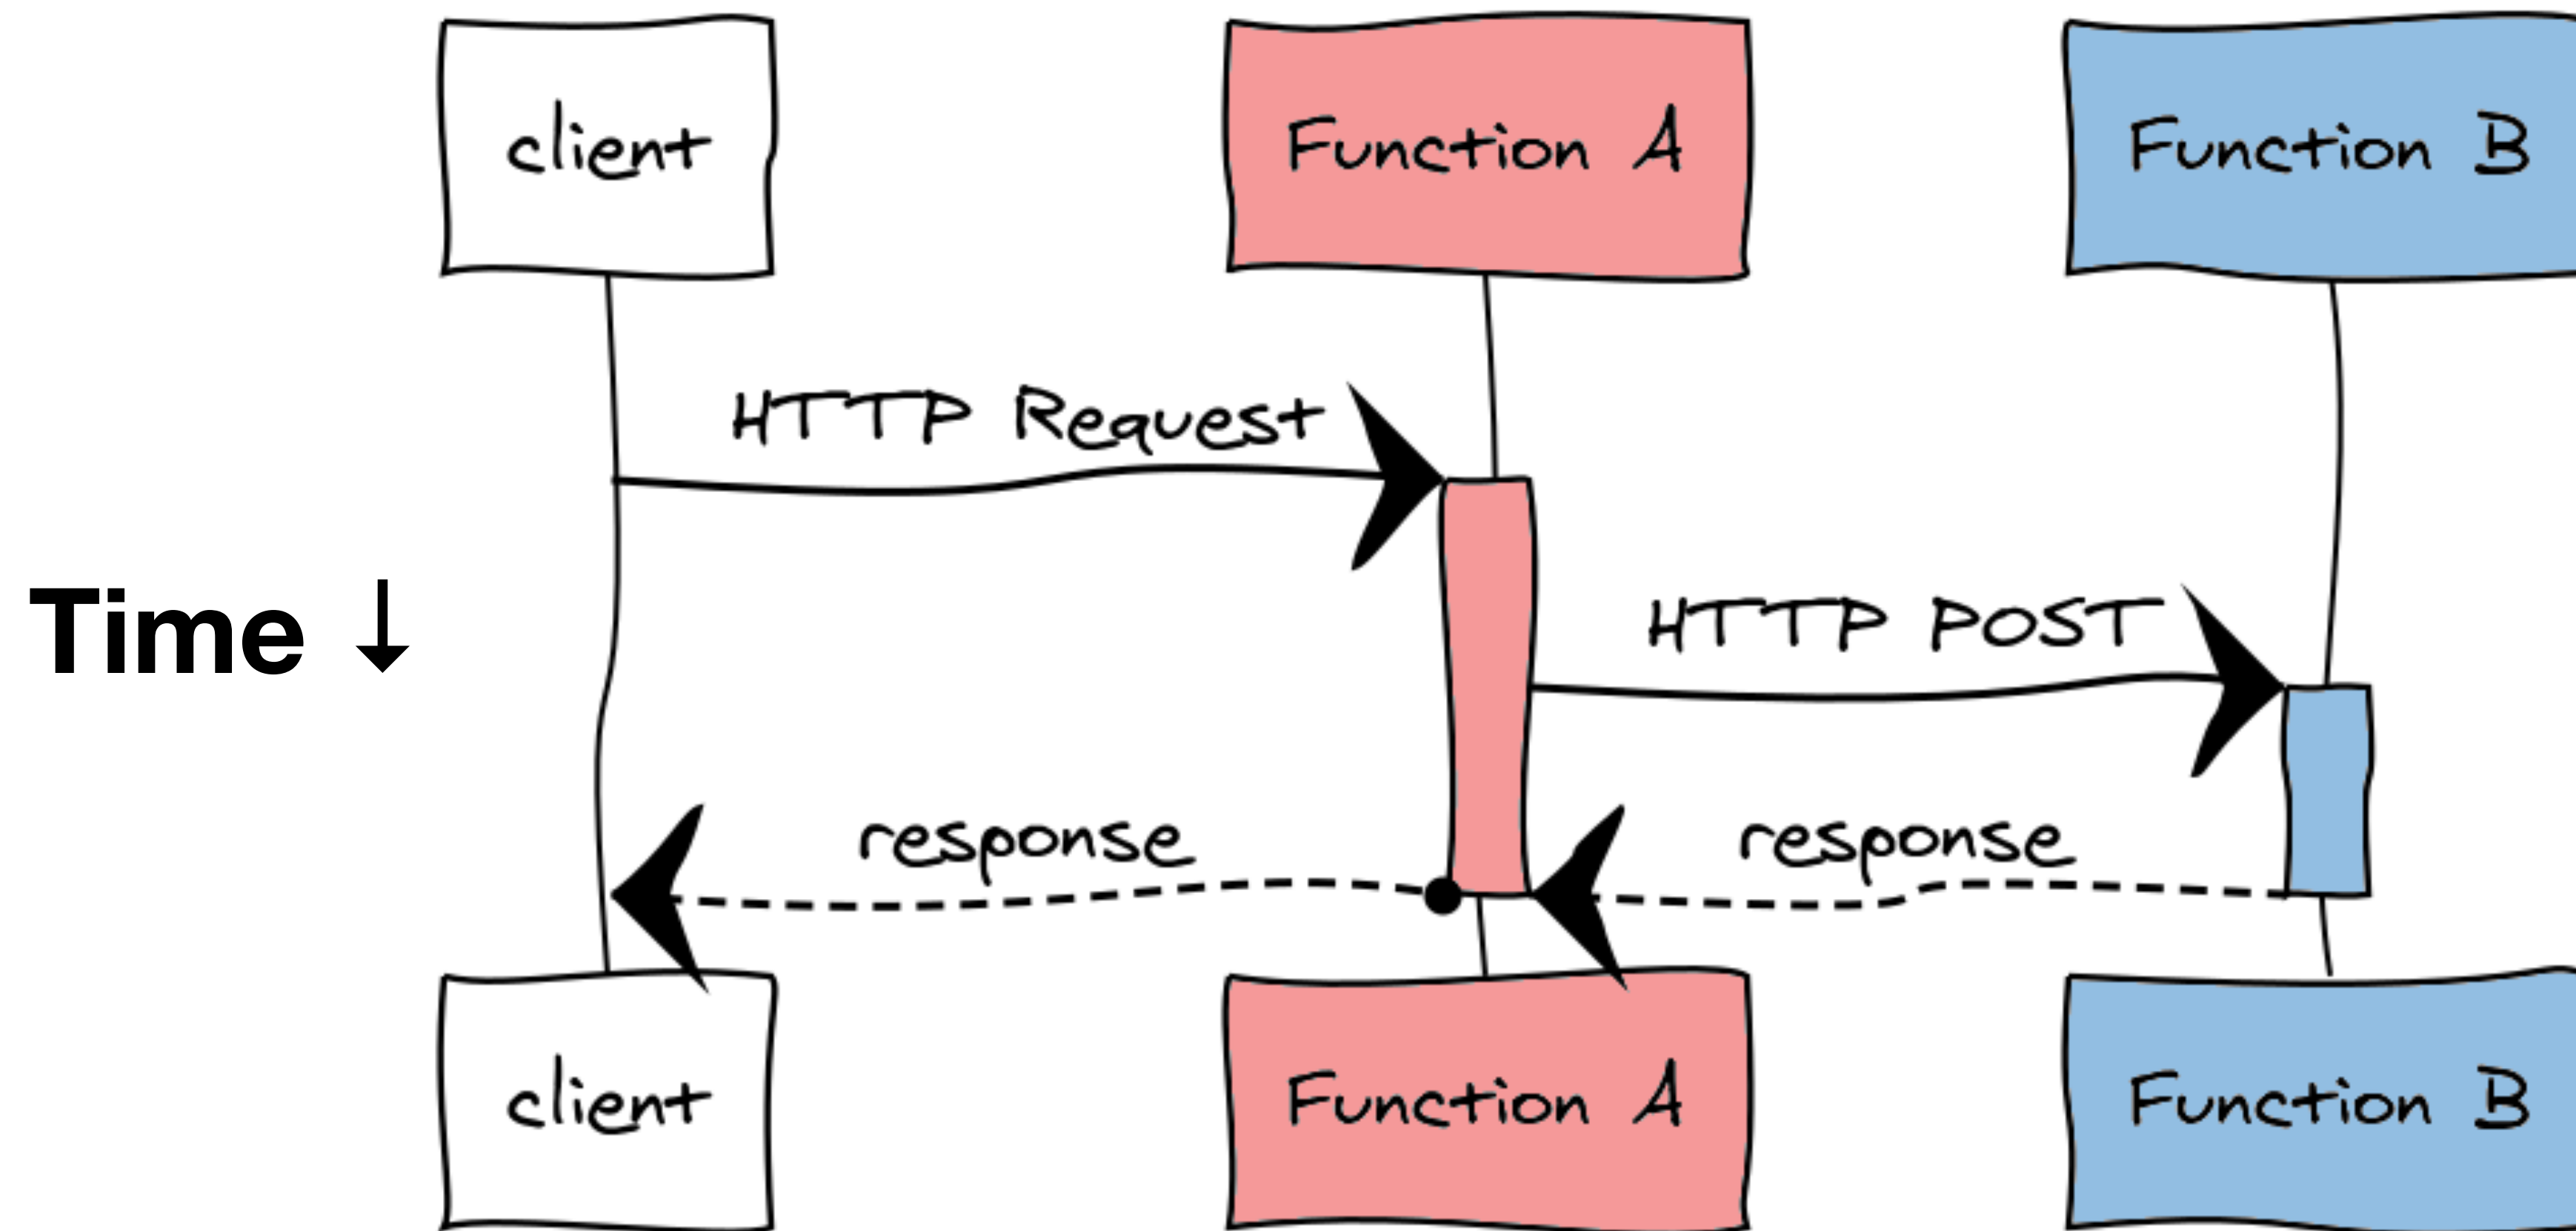 client
Function A
Function B
HTTP Request
Time ↓
HTTP POST
response
response
client
Function A
Function B